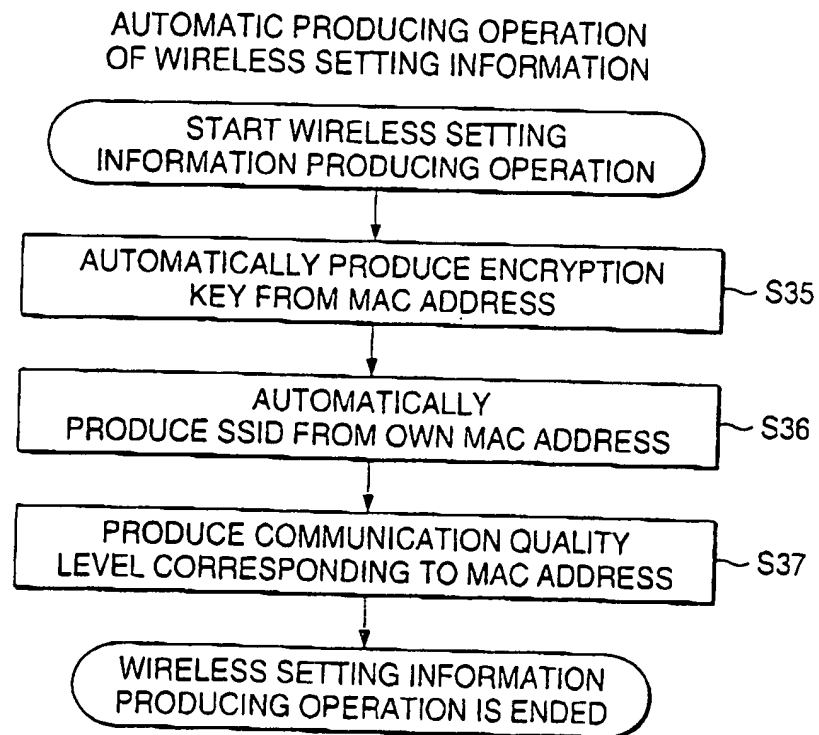 AUTOMATIC PRODUCING OPERATION
OF WIRELESS SETTING INFORMATION
START WIRELESS SETTING
INFORMATION PRODUCING OPERATION
AUTOMATICALLY PRODUCE ENCRYPTION
KEY FROM MAC ADDRESS
S35
AUTOMATICALLY
PRODUCE SSID FROM OWN MAC ADDRESS
S36
PRODUCE COMMUNICATION QUALITY
LEVEL CORRESPONDING TO MAC ADDRESS
S37
WIRELESS SETTING INFORMATION
PRODUCING OPERATION IS ENDED